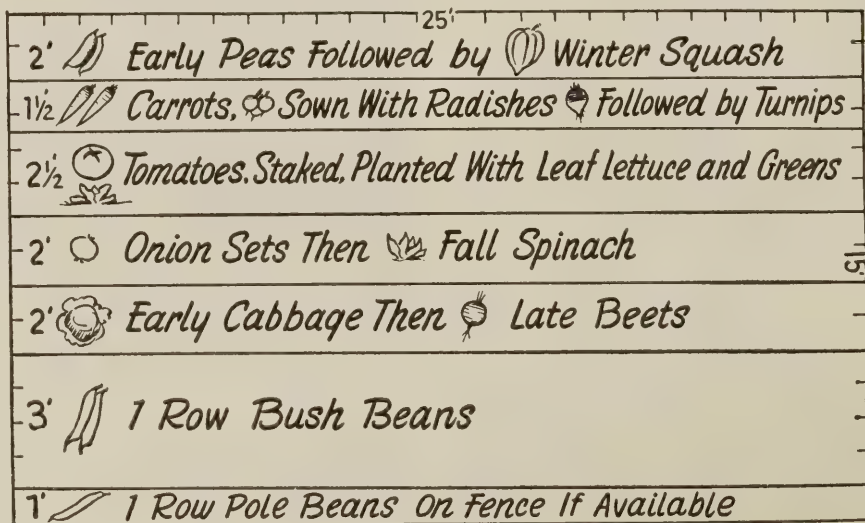 25'
2' Early Peas Followed by Winter Squash
1½' Carrots, Sown With Radishes Followed by Turnips
2½' Tomatoes. Staked. Planted With Leaf Lettuce and Greens
2' Onion Sets Then Fall Spinach
15'
2' Early Cabbage Then Late Beets
3' 1 Row Bush Beans
1' 1 Row Pole Beans On Fence If Available